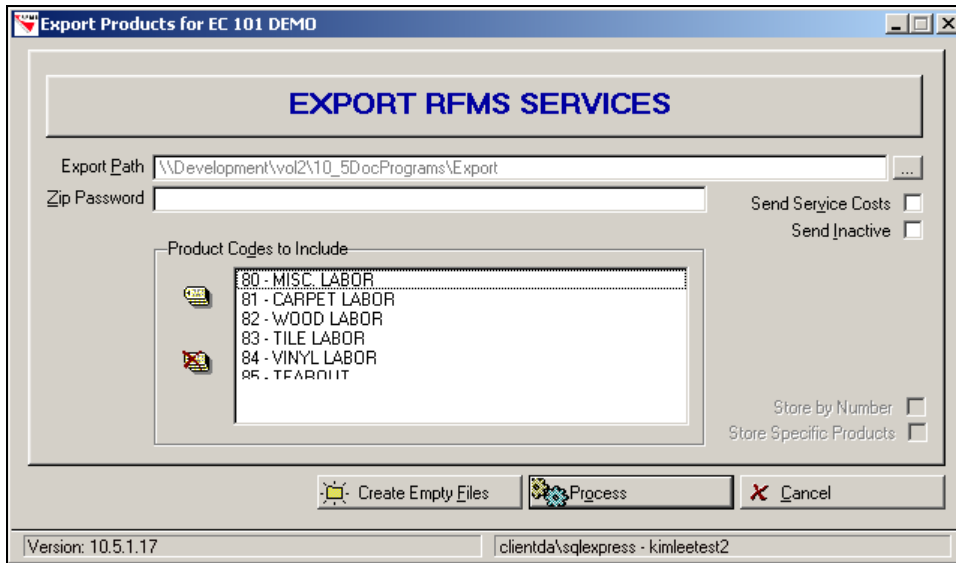 Export Products for EC 101 DEMO
EXPORT RFMS SERVICES
Export Path \\Development\vol2\10_5DocPrograms\Export ...
Zip Password
Send Service Costs
Send Inactive
Product Codes to Include
80 - MISC. LABOR
81 - CARPET LABOR
82 - WOOD LABOR
83 - TILE LABOR
84 - VINYL LABOR
85 - TEAROUT
Store by Number
Store Specific Products
Create Empty Files Process Cancel
Version: 10.5.1.17 clientda\sqlexpress - kimleetest2